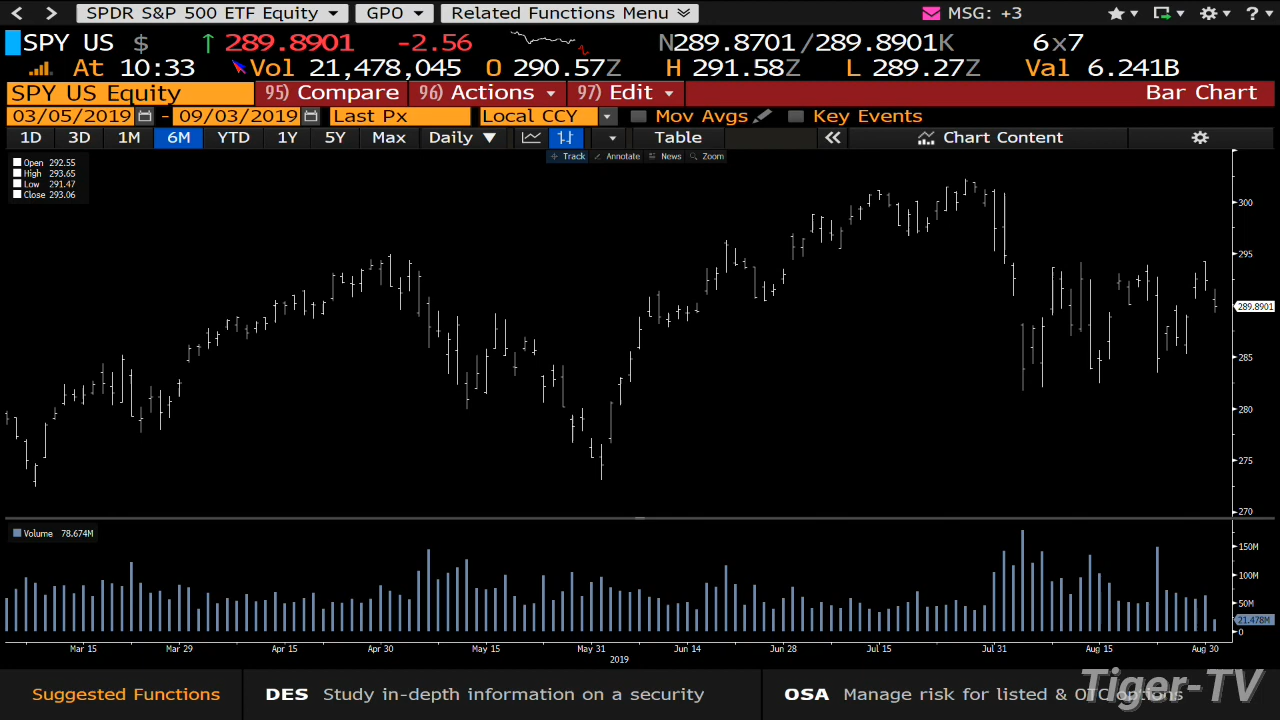 SPDR S&P 500 ETF Equity GPO Related Functions Menu MSG: +3 ?
SPY US $ ↑ 289.8901 -2.56 N289.8701/289.8901K 6x7
At 10:33 Vol 21,478,045 O 290.57Z H 291.58Z L 289.27Z Val 6.241B
SPY US Equity 95) Compare 96) Actions 97) Edit Bar Chart
03/05/2019 - 09/03/2019 Last Px Local CCY Mov Avgs Key Events
1D 3D 1M 6M YTD 1Y 5Y Max Daily ▼ Table « Chart Content
Track Annotate News Zoom
Open 292.55
High 293.65
Low 291.47
Close 293.06
300
295
289.8901
285
280
275
270
Volume 78.674M
150M
100M
50M
21.478M
0
Mar 15 Mar 29 Apr 15 Apr 30 May 15 May 31 Jun 14 Jun 28 Jul 15 Jul 31 Aug 15 Aug 30
2019
Suggested Functions DES Study in-depth information on a security OSA Manage risk for listed & OTC options
Tiger-TV